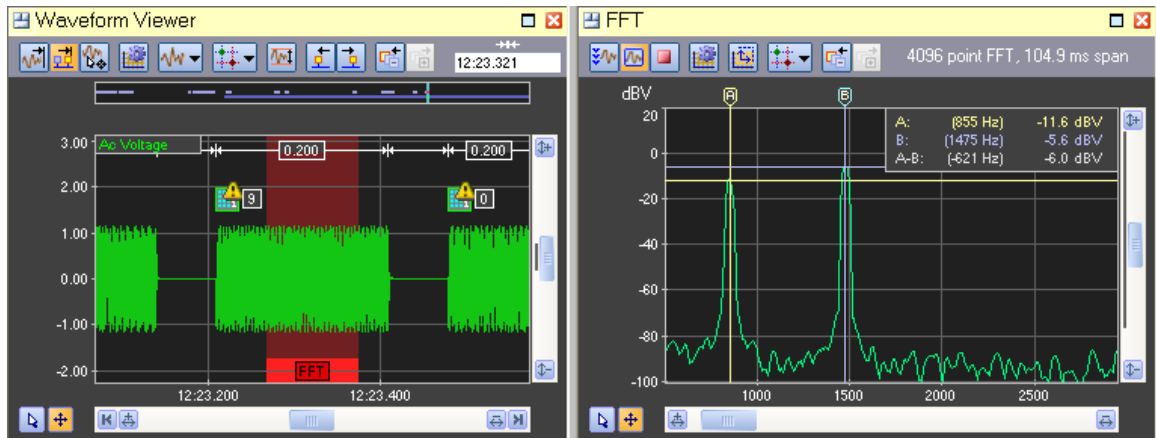 Waveform Viewer
12:23.321
Ac Voltage
3.00
0.200
0.200
2.00
9
0
1.00
0.00
-1.00
-2.00
FFT
12:23.200 12:23.400
FFT
4096 point FFT, 104.9 ms span
dBV
A B
20
A: (855 Hz) -11.6 dBV
B: (1475 Hz) -5.6 dBV
A-B: (-621 Hz) -6.0 dBV
0
-20
-40
-60
-80
-100
1000 1500 2000 2500